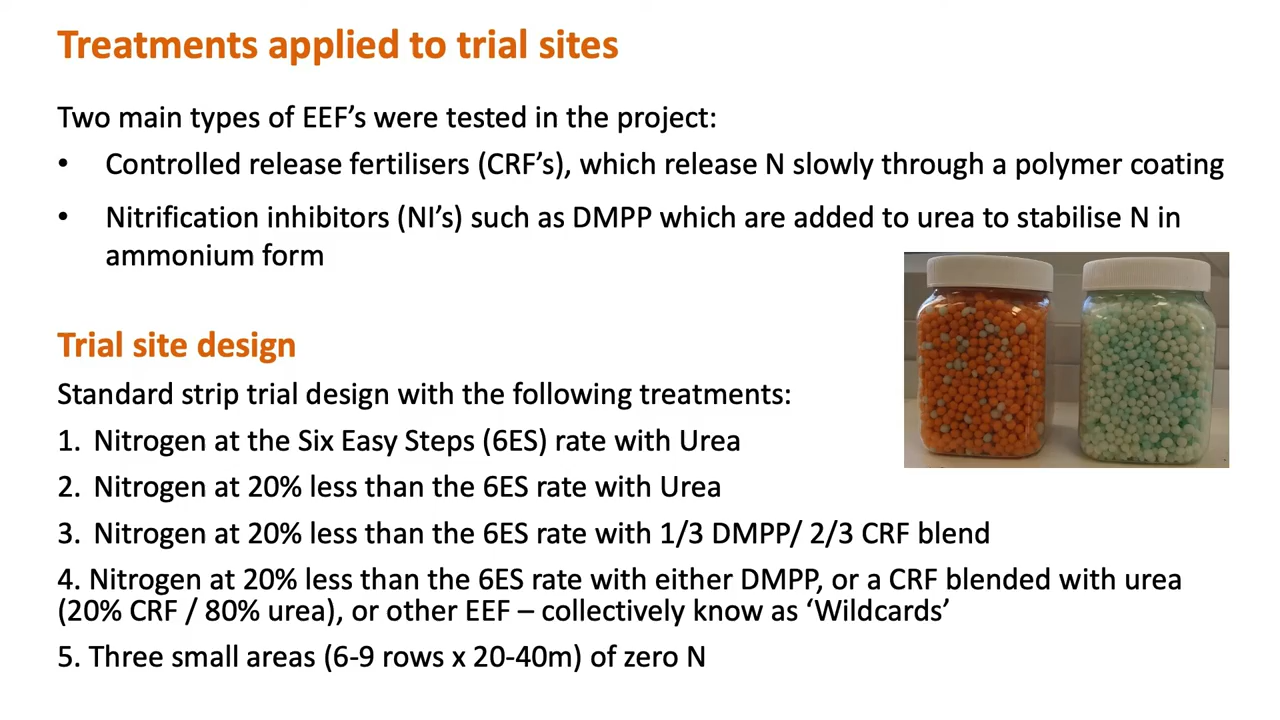 Treatments applied to trial sites
Two main types of EEF’s were tested in the project:
• Controlled release fertilisers (CRF’s), which release N slowly through a polymer coating
• Nitrification inhibitors (NI’s) such as DMPP which are added to urea to stabilise N in
ammonium form
Trial site design
Standard strip trial design with the following treatments:
1. Nitrogen at the Six Easy Steps (6ES) rate with Urea
2. Nitrogen at 20% less than the 6ES rate with Urea
3. Nitrogen at 20% less than the 6ES rate with 1/3 DMPP/ 2/3 CRF blend
4. Nitrogen at 20% less than the 6ES rate with either DMPP, or a CRF blended with urea
(20% CRF / 80% urea), or other EEF – collectively know as ‘Wildcards’
5. Three small areas (6-9 rows x 20-40m) of zero N